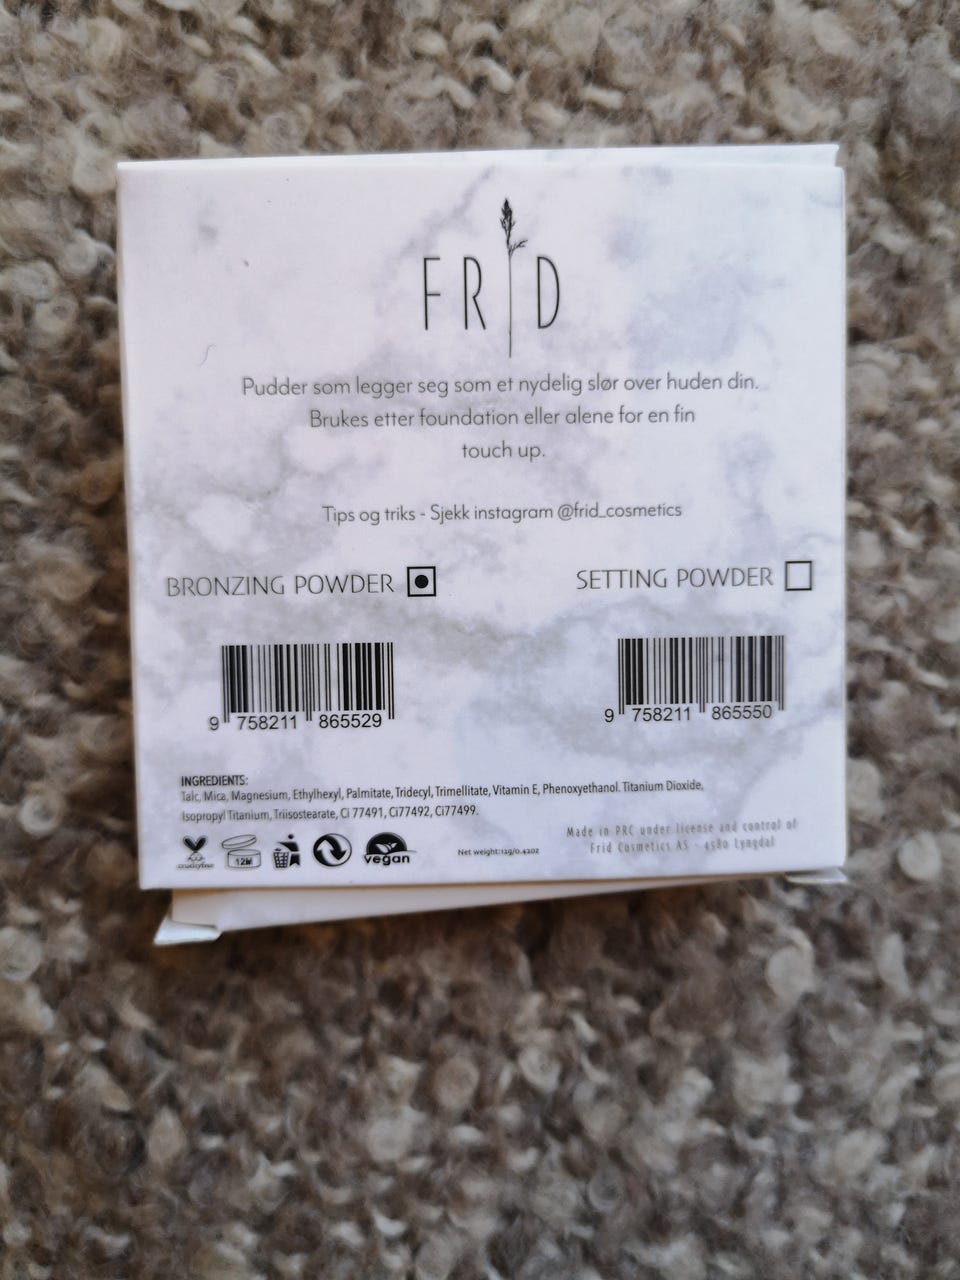 FRID
Pudder som legger seg som et nydelig slør over huden din.
Brukes etter foundation eller alene for en fin
touch up.
Tips og triks - Sjekk instagram @frid_cosmetics
BRONZING POWDER
SETTING POWDER
9 758211 865529
9 758211 865550
INGREDIENTS:
Talc, Mica, Magnesium, Ethylhexyl, Palmitate, Tridecyl, Trimellitate, Vitamin E, Phenoxyethanol. Titanium Dioxide,
Isopropyl Titanium, Triisostearate, Ci 77491, Ci77492, Ci77499.
crueltyfree
12M
vegan
Net weight:12g/0.42oz
Made in PRC under license and control of
Frid Cosmetics AS - 4580 Lyngdal